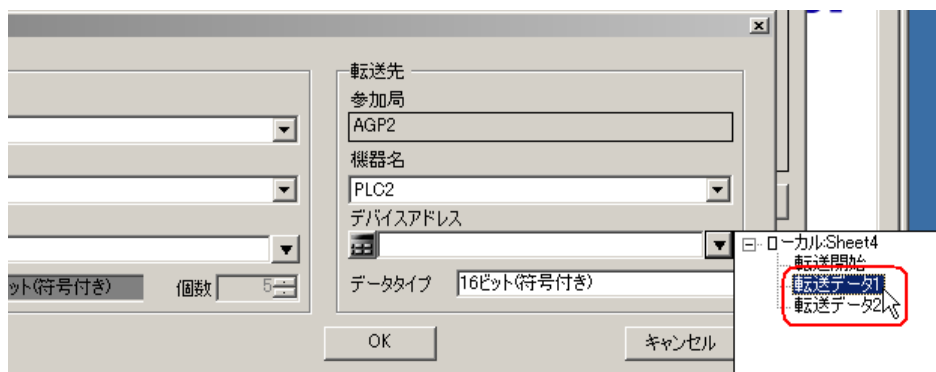 転送先
参加局
AGP2
機器名
PLC2
デバイスアドレス
ット(符号付き)
個数
5
データタイプ
16ビット(符号付き)
OK
キャンセル
ローカル:Sheet4
転送開始
転送データ1
転送データ2